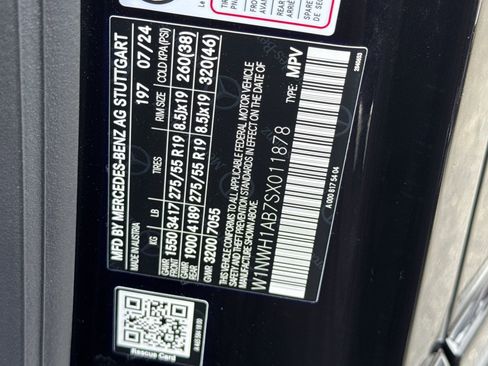 MFD BY MERCEDES-BENZ AG STUTTGART
MADE IN AUSTRIA 197 07/24
KG LB TIRE RIM SIZE COLD KPA(PSI)
FRONT 1550 3417 275/55 R19 8.5Jx19 260(38)
GAWR REAR 1900 4189 275/55 R19 8.5Jx19 320(46)
GVWR 3200 7055
THIS VEHICLE CONFORMS TO ALL APPLICABLE FEDERAL MOTOR VEHICLE
SAFETY, BUMPER AND THEFT PREVENTION STANDARDS IN EFFECT ON THE DATE
OF MANUFACTURE SHOWN ABOVE.
W1NWH1AB7SX011878 TYPE: MPV
A 000 817 54 04
Rescue Card